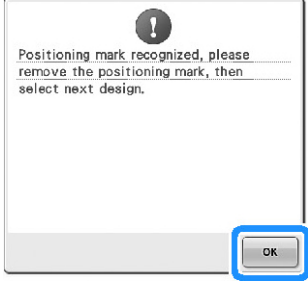 Positioning mark recognized, please
remove the positioning mark, then
select next design.
OK